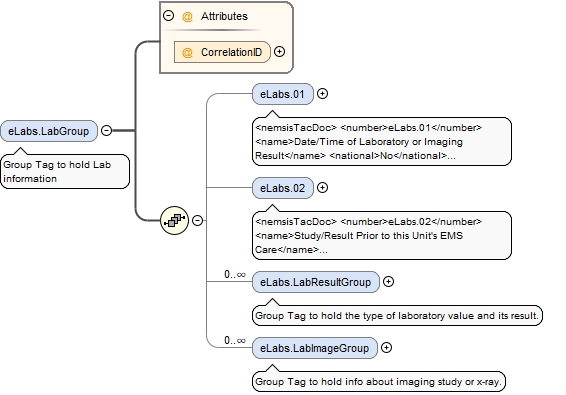 @ Attributes
@ CorrelationID
eLabs.LabGroup
Group Tag to hold Lab
information
eLabs.01
<nemsisTacDoc> <number>eLabs.01</number>
<name>Date/Time of Laboratory or Imaging
Result</name> <national>No</national>...
eLabs.02
<nemsisTacDoc> <number>eLabs.02</number>
<name>Study/Result Prior to this Unit's EMS
Care</name>...
0..∞
eLabs.LabResultGroup
Group Tag to hold the type of laboratory value and its result.
0..∞
eLabs.LabImageGroup
Group Tag to hold info about imaging study or x-ray.